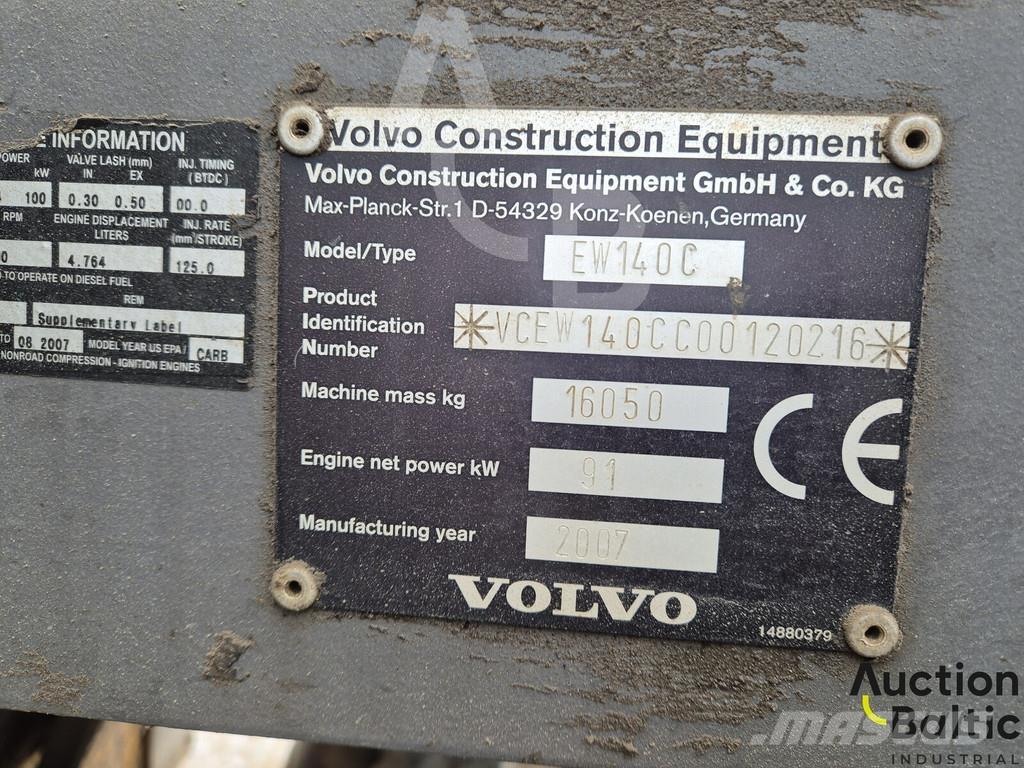 E INFORMATION
POWER VALVE LASH (mm) INJ. TIMING
kW IN EX (BTDC)
100 0.30 0.50 00.0
RPM ENGINE DISPLACEMENT INJ. RATE
LITERS (mm³/STROKE)
0 4.764 125.0
TO OPERATE ON DIESEL FUEL
REM
Supplementary Label
TO 08 2007 MODEL YEAR US EPA/ CARB
NONROAD COMPRESSION - IGNITION ENGINES
Volvo Construction Equipment
Volvo Construction Equipment GmbH & Co. KG
Max-Planck-Str.1 D-54329 Konz-Koenen,Germany
Model/Type EW140C
Product
Identification *VCEW140CC00120216*
Number
Machine mass kg 16050
Engine net power kW 91
Manufacturing year 2007
CE
VOLVO
14880379
Auction
Baltic
INDUSTRIAL
MASCUS